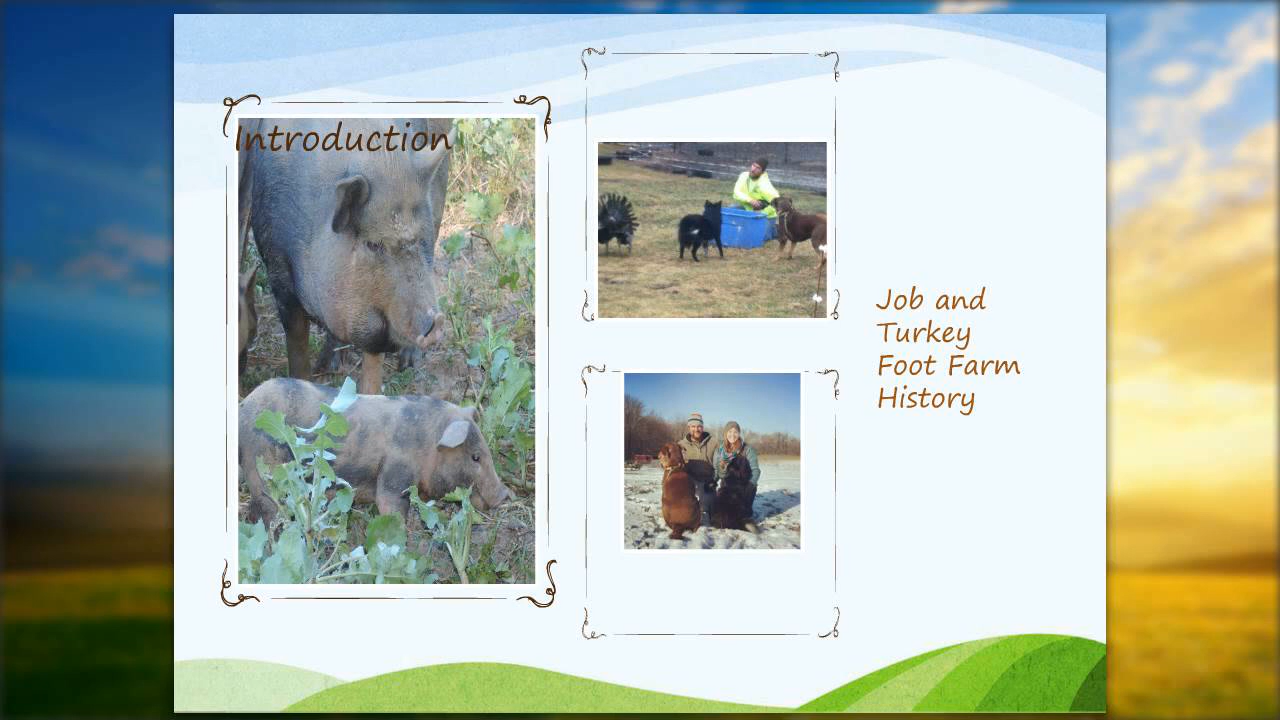 Introduction
Job and
Turkey
Foot Farm
History